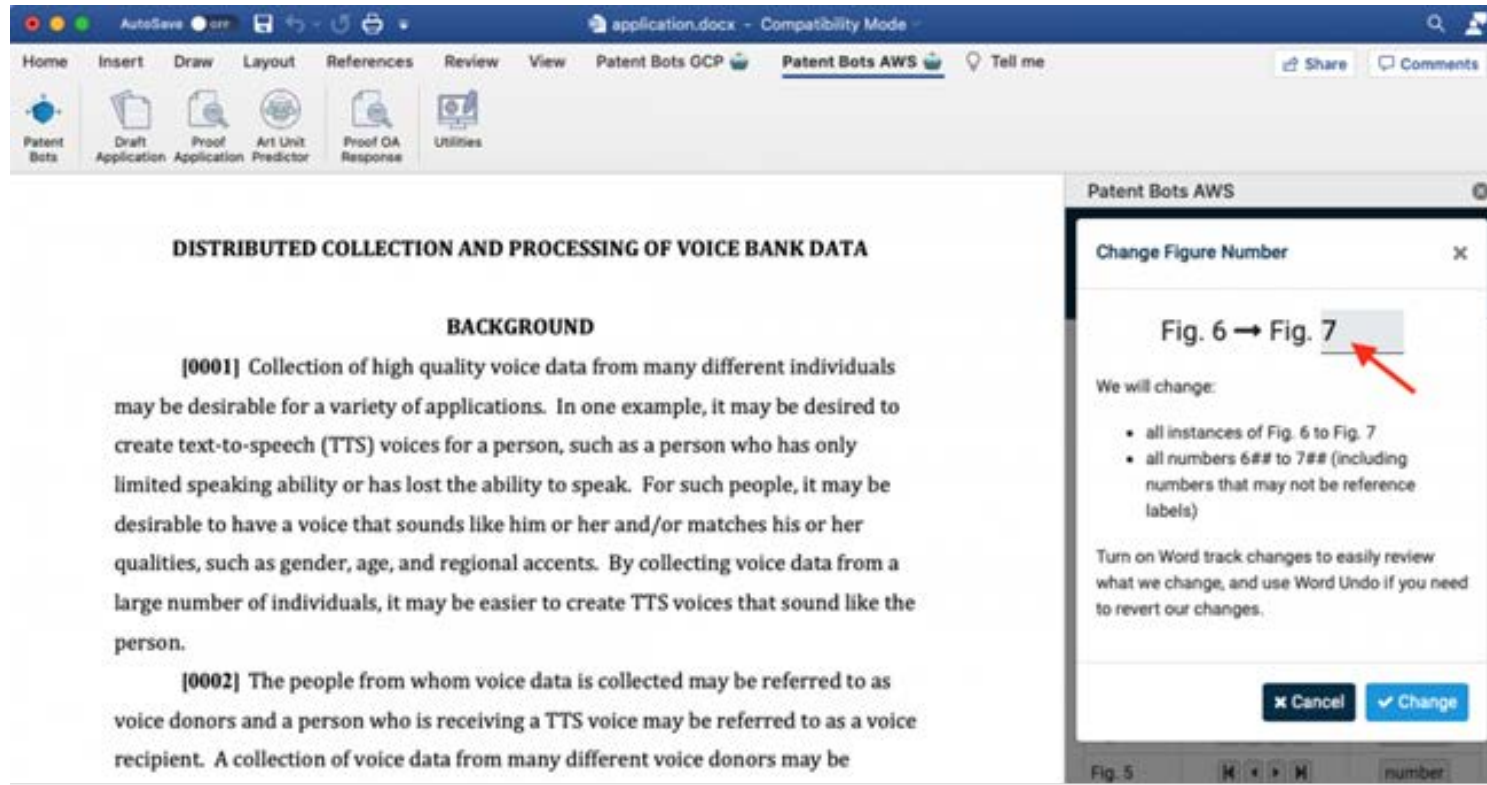 AutoSave OFF application.docx - Compatibility Mode
Home Insert Draw Layout References Review View Patent Bots GCP Patent Bots AWS Tell me Share Comments
Patent Bots
Draft Application
Proof Application
Art Unit Predictor
Proof OA Response
Utilities
DISTRIBUTED COLLECTION AND PROCESSING OF VOICE BANK DATA
BACKGROUND
[0001] Collection of high quality voice data from many different individuals
may be desirable for a variety of applications. In one example, it may be desired to
create text-to-speech (TTS) voices for a person, such as a person who has only
limited speaking ability or has lost the ability to speak. For such people, it may be
desirable to have a voice that sounds like him or her and/or matches his or her
qualities, such as gender, age, and regional accents. By collecting voice data from a
large number of individuals, it may be easier to create TTS voices that sound like the
person.
[0002] The people from whom voice data is collected may be referred to as
voice donors and a person who is receiving a TTS voice may be referred to as a voice
recipient. A collection of voice data from many different voice donors may be
Patent Bots AWS
Change Figure Number
Fig. 6 → Fig. 7
We will change:
• all instances of Fig. 6 to Fig. 7
• all numbers 6## to 7## (including
numbers that may not be reference
labels)
Turn on Word track changes to easily review
what we change, and use Word Undo if you need
to revert our changes.
Cancel Change
Fig. 5 number